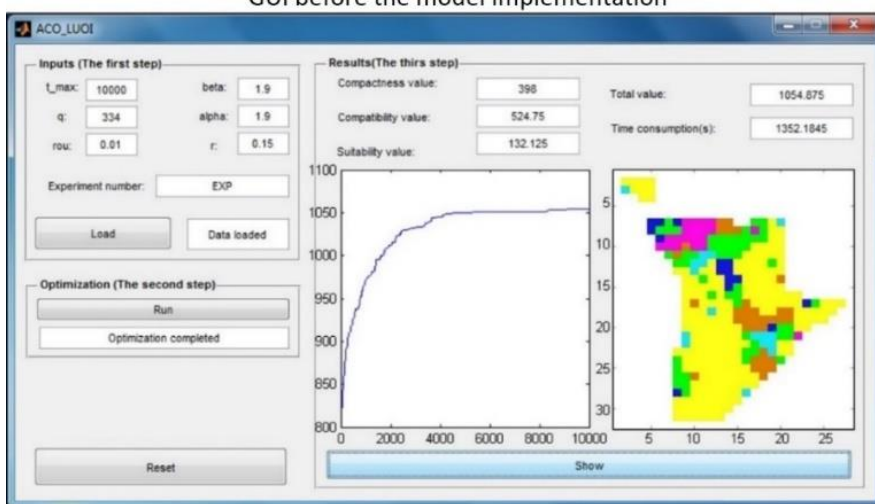 GUI before the model implementation
ACO_LUOI
Inputs (The first step)
t_max: 10000 beta: 1.9
q: 334 alpha: 1.9
rou: 0.01 r: 0.15
Experiment number: EXP
Load Data loaded
Optimization (The second step)
Run
Optimization completed
Reset
Results(The thirs step)
Compactness value: 398
Compatibility value: 524.75
Suitability value: 132.125
Total value: 1054.875
Time consumption(s): 1352.1845
1100
1050
1000
950
900
850
800
0 2000 4000 6000 8000 10000
5
10
15
20
25
30
5 10 15 20 25
Show